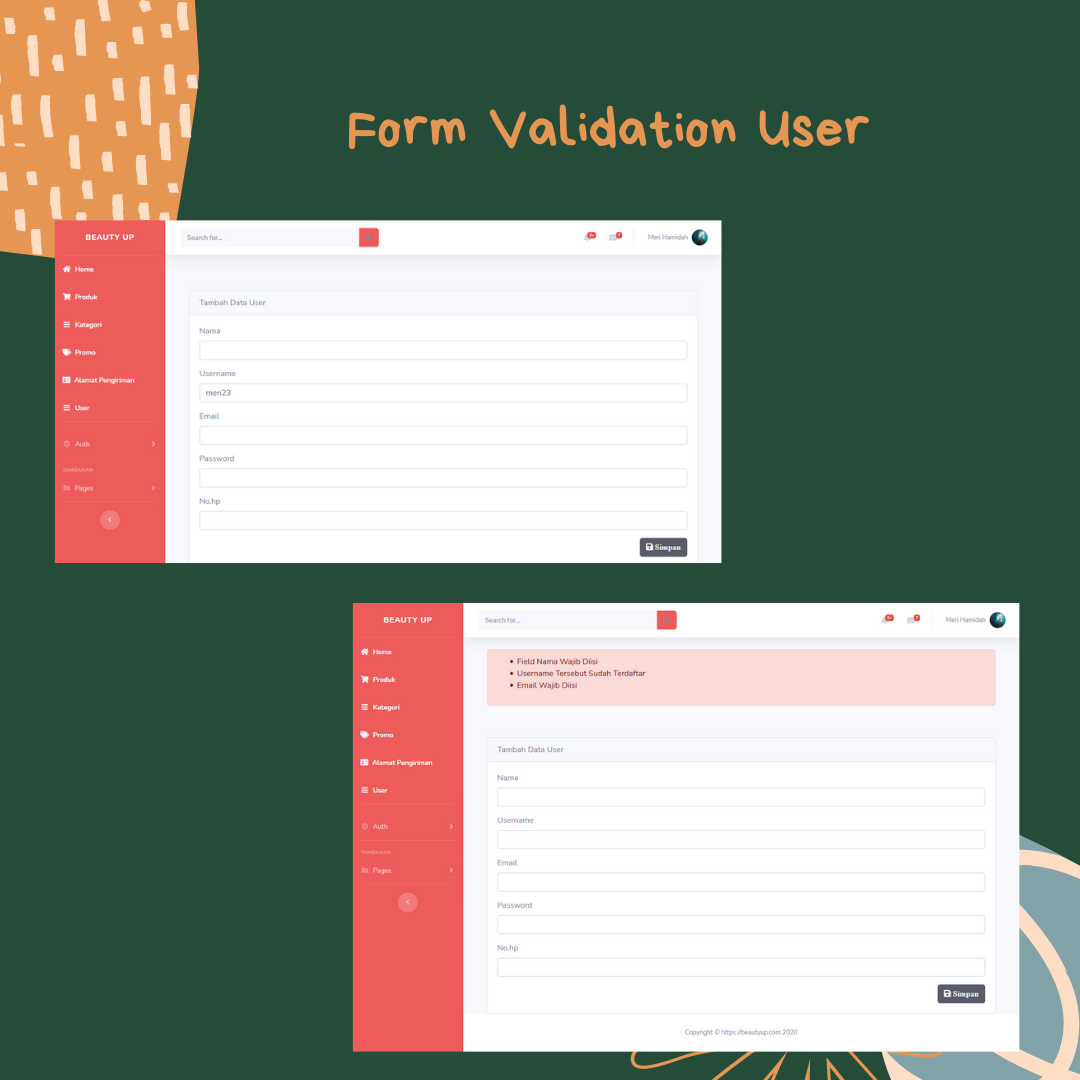 Form Validation User
BEAUTY UP
Search for...
3+
7
Meri Hamidah
Home
Produk
Kategori
Promo
Alamat Pengiriman
User
Auth
TAMBAHAN
Pages
Tambah Data User
Nama
Username
meri23
Email
Password
No.hp
Simpan
BEAUTY UP
Search for...
3+
7
Meri Hamidah
Home
Produk
Kategori
Promo
Alamat Pengiriman
User
Auth
TAMBAHAN
Pages
Field Nama Wajib Diisi
Username Tersebut Sudah Terdaftar
Email Wajib Diisi
Tambah Data User
Nama
Username
Email
Password
No.hp
Simpan
Copyright © https://beautyup.com 2020